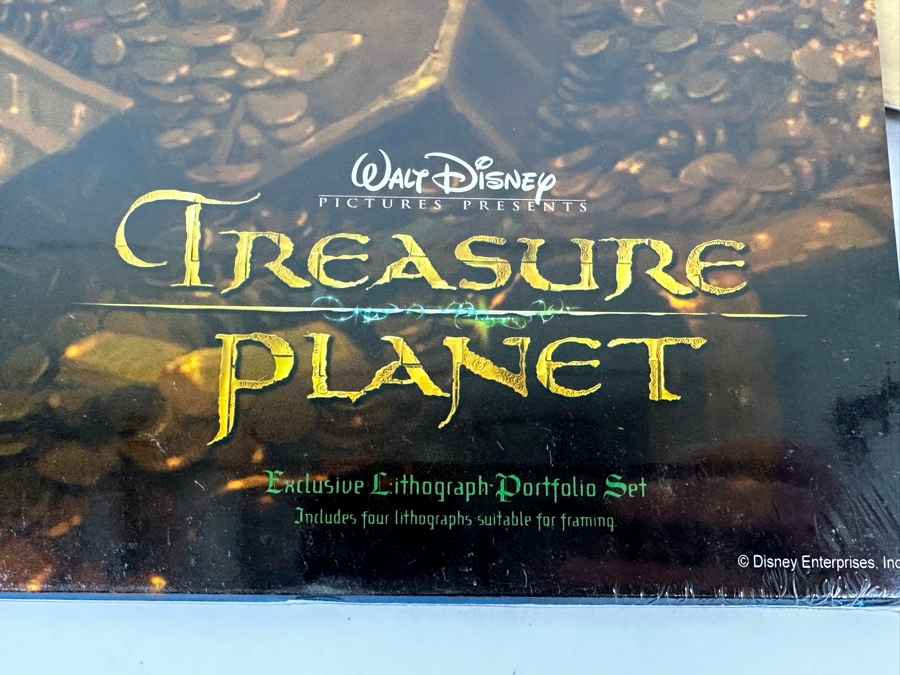 Walt Disney
PICTURES PRESENTS
TREASURE
PLANET
Exclusive Lithograph Portfolio Set
Includes four lithographs suitable for framing.
© Disney Enterprises, Inc